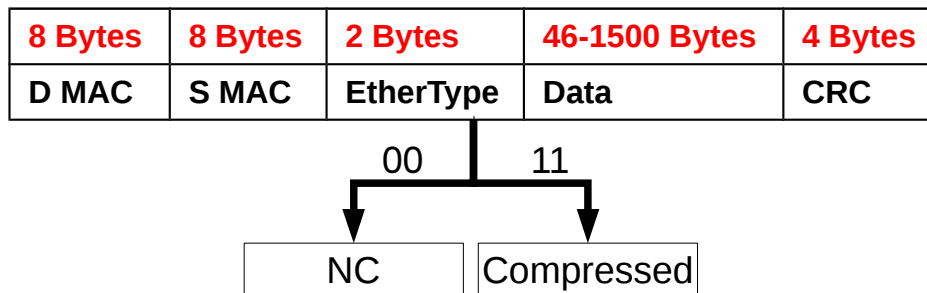 8 Bytes 8 Bytes 2 Bytes 46-1500 Bytes 4 Bytes
D MAC S MAC EtherType Data CRC
00 11
NC Compressed